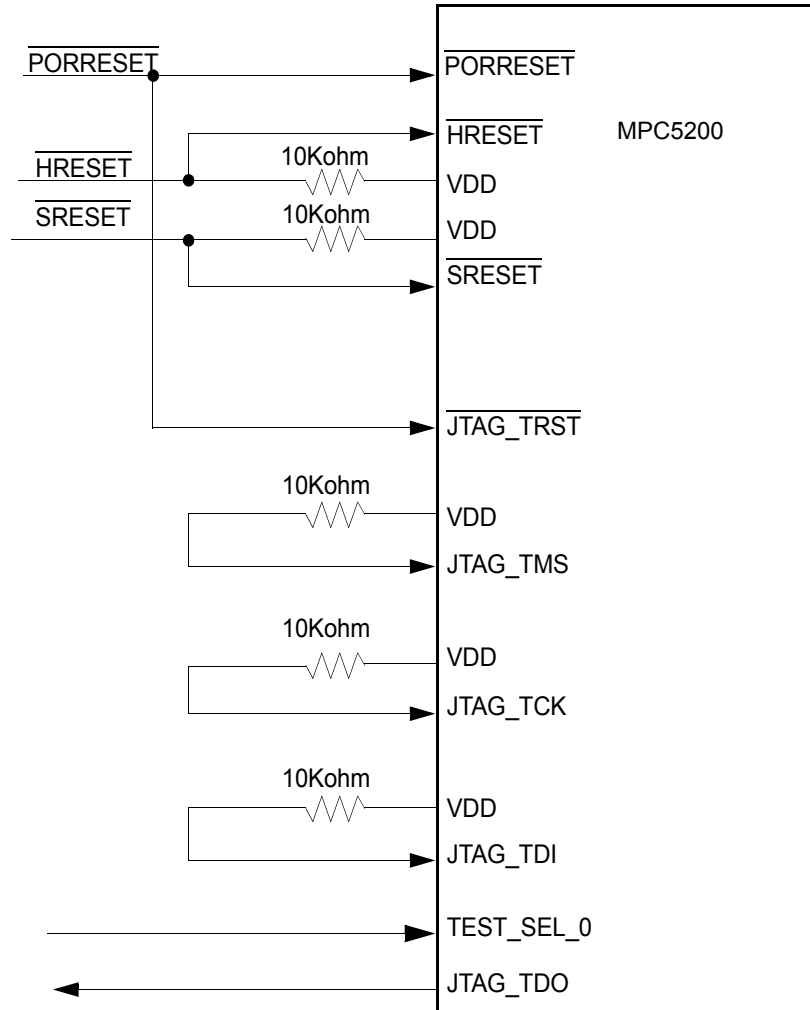 PORRESET
PORRESET
HRESET
MPC5200
10Kohm
HRESET
VDD
10Kohm
SRESET
VDD
SRESET
JTAG_TRST
10Kohm
VDD
JTAG_TMS
10Kohm
VDD
JTAG_TCK
10Kohm
VDD
JTAG_TDI
TEST_SEL_0
JTAG_TDO